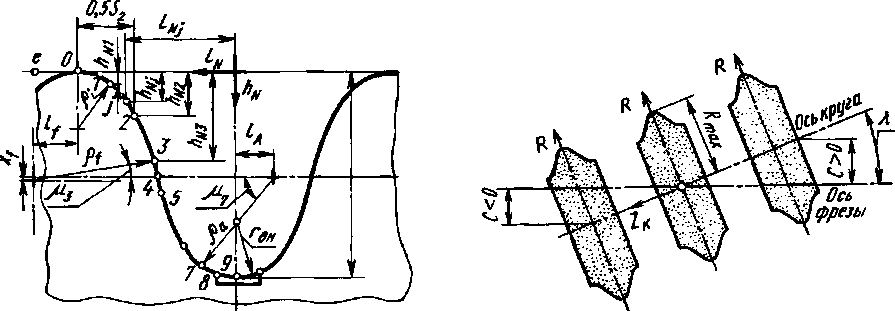 0,5S₂
l_Nj
e
0
h_N1
l_N
h_Nj
h_N2
h_N
1
j
ρ
2
l_f
h_N3
l_λ
ρ_f
3
x_f
μ_3
4
5
μ_7
ρ_a
r_вн
7
8
9
R
R
R
R max
Ось круга
λ
C>0
C<0
Z_K
Ось
фрезы